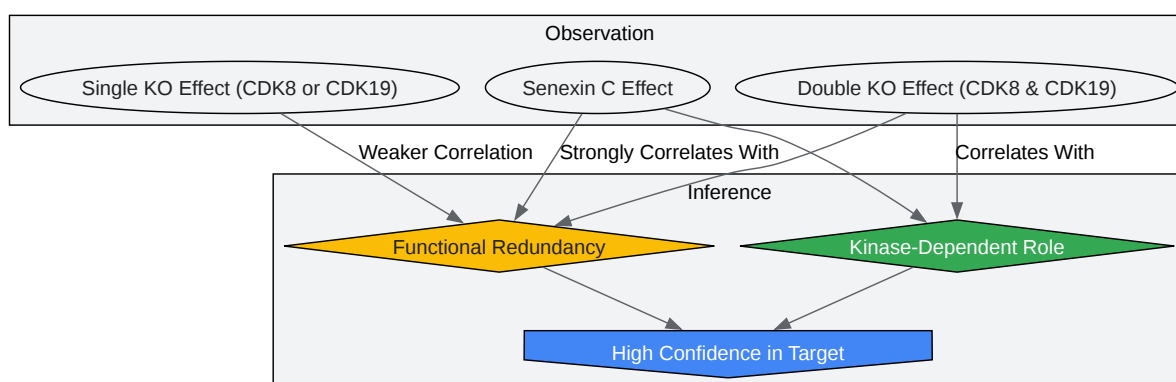 Observation
Single KO Effect (CDK8 or CDK19)
Senexin C Effect
Double KO Effect (CDK8 & CDK19)
Weaker Correlation
Strongly Correlates With
Correlates With
Inference
Functional Redundancy
Kinase-Dependent Role
High Confidence in Target